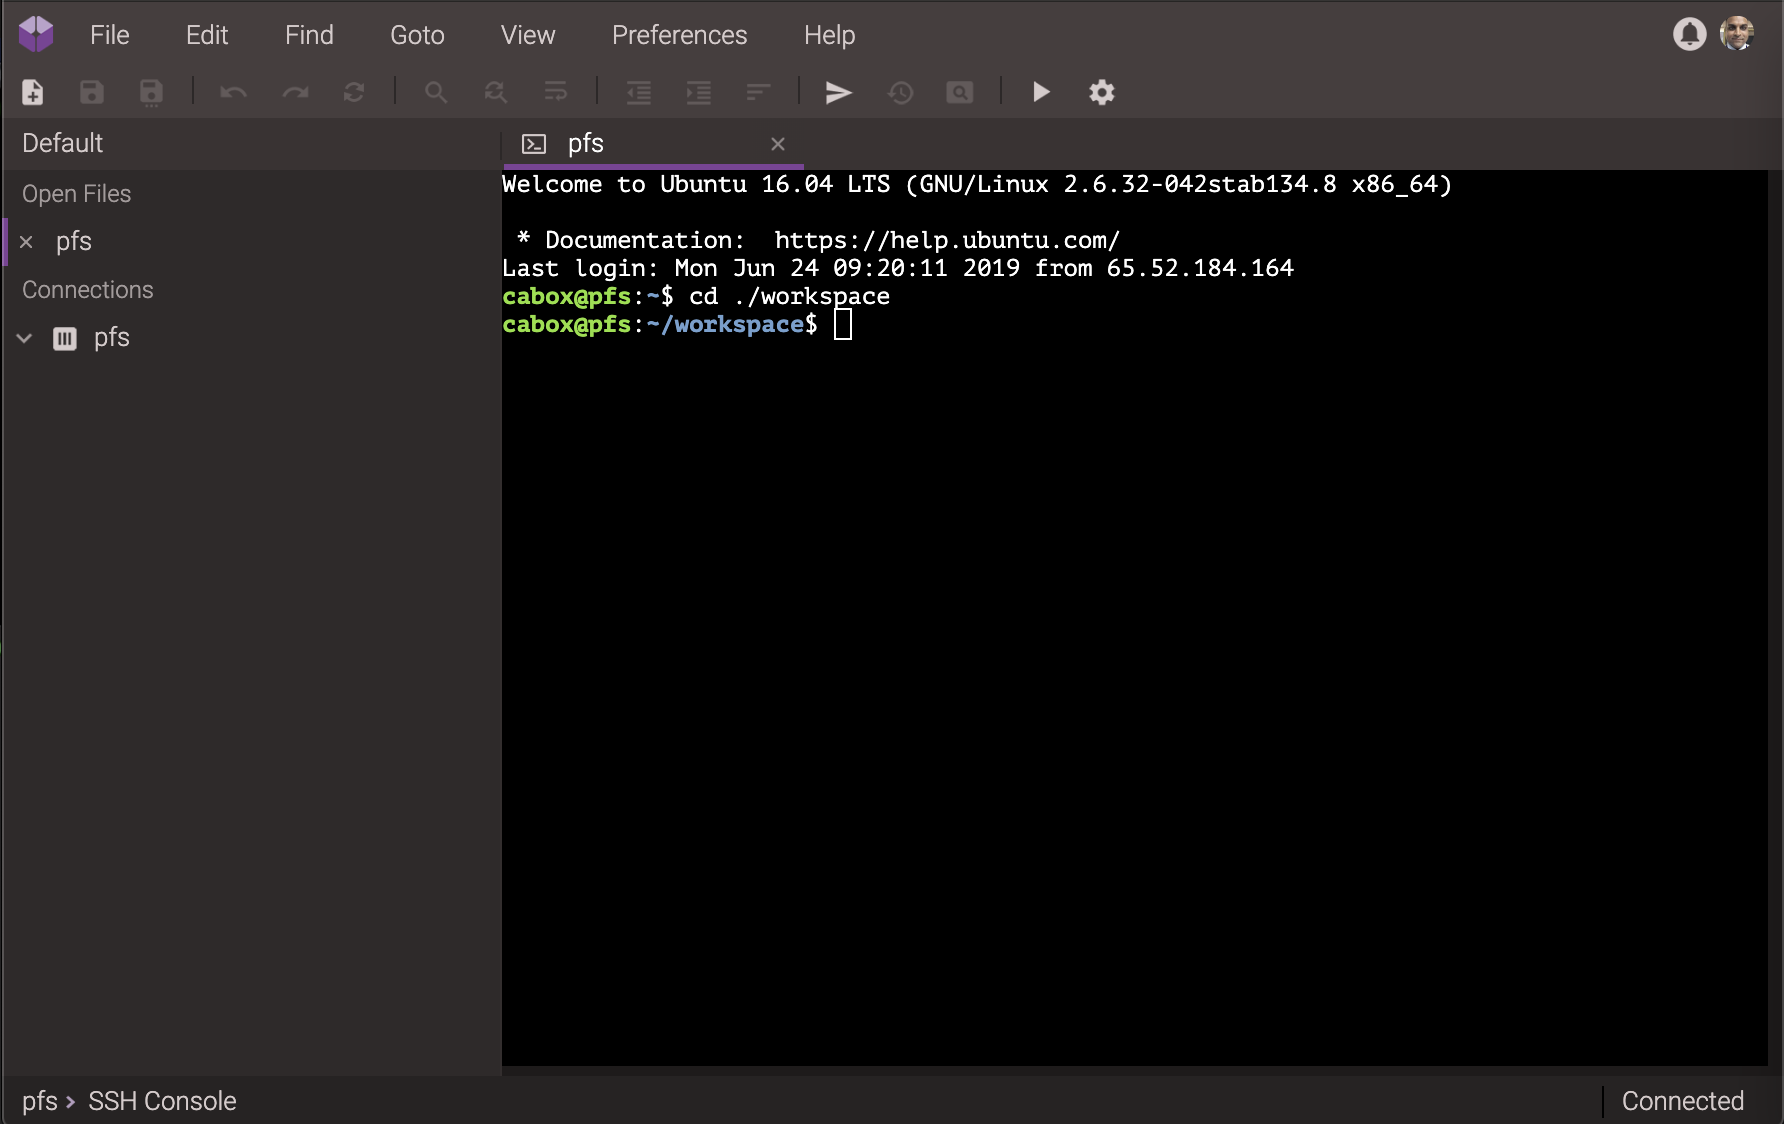 File Edit Find Goto View Preferences Help
Default
pfs
Open Files
pfs
Connections
pfs
Welcome to Ubuntu 16.04 LTS (GNU/Linux 2.6.32-042stab134.8 x86_64)
* Documentation:  https://help.ubuntu.com/
Last login: Mon Jun 24 09:20:11 2019 from 65.52.184.164
cabox@pfs:~$ cd ./workspace
cabox@pfs:~/workspace$
pfs > SSH Console
Connected